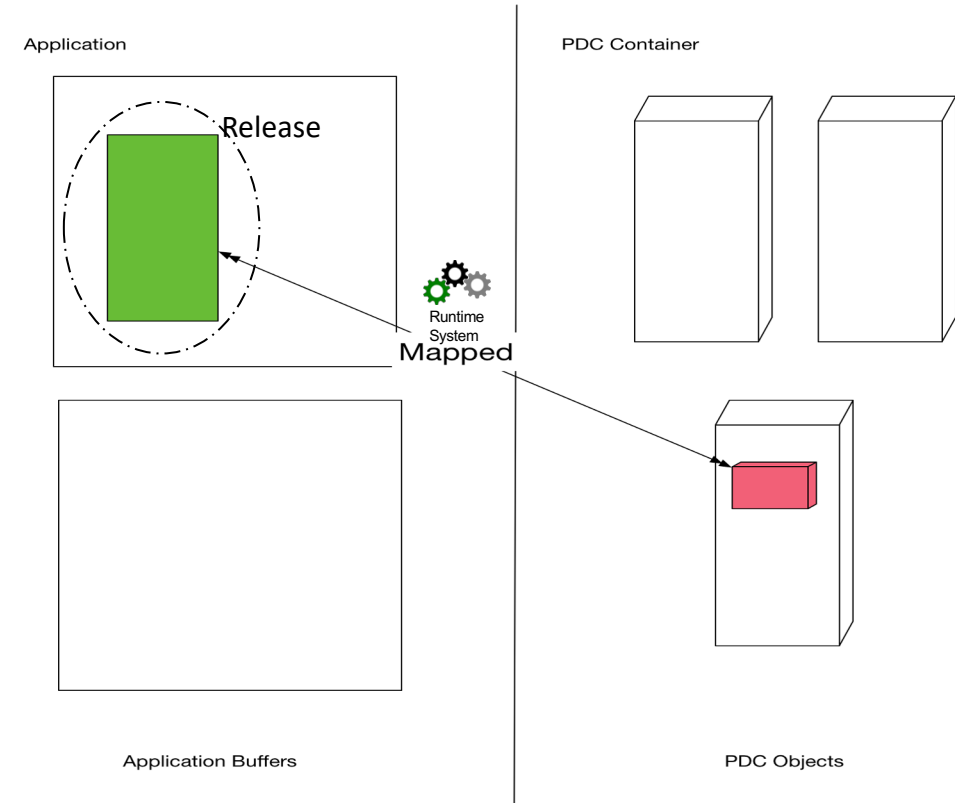 Application
PDC Container
Release
Runtime
System
Mapped
Application Buffers
PDC Objects